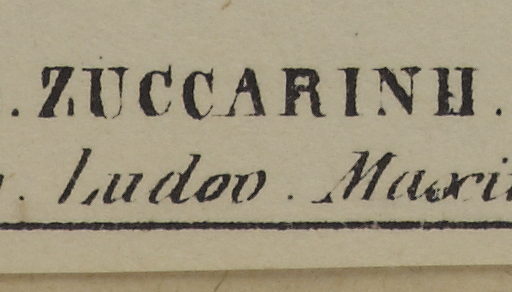 . ZUCCARINII.
. Ludov. Maxi